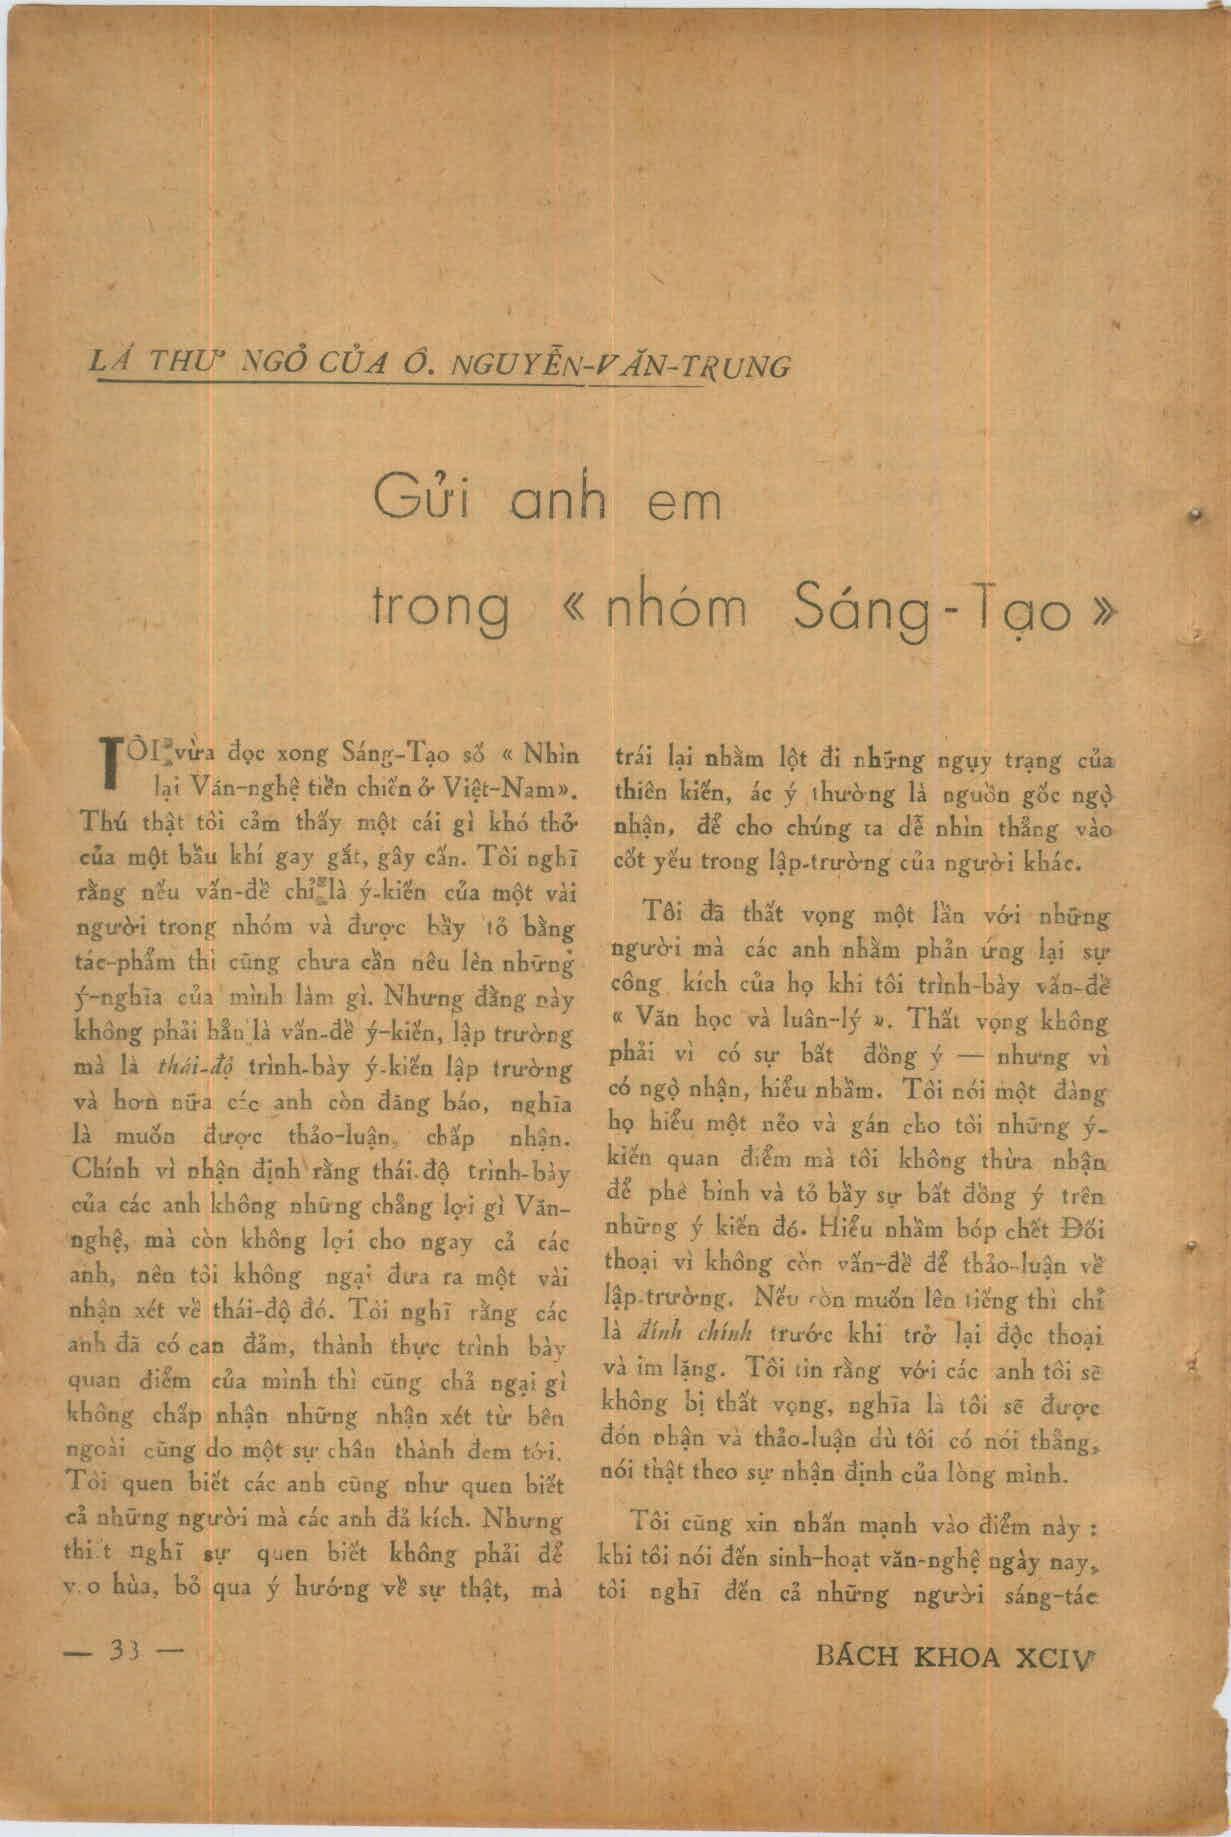 LÁ THƯ NGỎ CỦA Ô. NGUYỄN-VĂN-TRUNG
Gửi anh em
trong « nhóm Sáng-Tạo »
TÔI vừa đọc xong Sáng-Tạo số « Nhìn
lại Văn-nghệ tiền chiến ở Việt-Nam».
Thú thật tôi cảm thấy một cái gì khó thở
của một bầu khí gay gắt, gây cấn. Tôi nghĩ
rằng nếu vấn-đề chỉ là ý-kiến của một vài
người trong nhóm và được bầy tỏ bằng
tác-phẩm thì cũng chưa cần nêu lên những
ý-nghĩa của mình làm gì. Nhưng đằng này
không phải hẳn là vấn-đề ý-kiến, lập trường
mà là thái-độ trình-bày ý-kiến lập trường
và hơn nữa các anh còn đăng báo, nghĩa
là muốn được thảo-luận, chấp nhận.
Chính vì nhận định rằng thái-độ trình-bày
của các anh không những chẳng lợi gì Văn-
nghệ, mà còn không lợi cho ngay cả các
anh, nên tôi không ngại đưa ra một vài
nhận xét về thái-độ đó. Tôi nghĩ rằng các
anh đã có can đảm, thành thực trình bày
quan điểm của mình thì cũng chả ngại gì
không chấp nhận những nhận xét từ bên
ngoài cũng do một sự chân thành đem tới.
Tôi quen biết các anh cũng như quen biết
cả những người mà các anh đả kích. Nhưng
thiết nghĩ sự quen biết không phải để
vào hùa, bỏ qua ý hướng về sự thật, mà
trái lại nhằm lột đi những ngụy trạng của
thiên kiến, ác ý thường là nguồn gốc ngộ
nhận, để cho chúng ta dễ nhìn thẳng vào
cốt yếu trong lập-trường của người khác.
Tôi đã thất vọng một lần với những
người mà các anh nhằm phản ứng lại sự
công kích của họ khi tôi trình-bày vấn-đề
« Văn học và luân-lý ». Thất vọng không
phải vì có sự bất đồng ý — nhưng vì
có ngộ nhận, hiểu nhầm. Tôi nói một đàng
họ hiểu một nẻo và gán cho tôi những ý-
kiến quan điểm mà tôi không thừa nhận
để phê bình và tỏ bầy sự bất đồng ý trên
những ý kiến đó. Hiểu nhầm bóp chết Đối
thoại vì không còn vấn-đề để thảo-luận về
lập-trường. Nếu còn muốn lên tiếng thì chỉ
là đính chính trước khi trở lại độc thoại
và im lặng. Tôi tin rằng với các anh tôi sẽ
không bị thất vọng, nghĩa là tôi sẽ được
đón nhận và thảo-luận dù tôi có nói thẳng,
nói thật theo sự nhận định của lòng mình.
Tôi cũng xin nhấn mạnh vào điểm này :
khi tôi nói đến sinh-hoạt văn-nghệ ngày nay,
tôi nghĩ đến cả những người sáng-tác
— 33 —
BÁCH KHOA XCIV